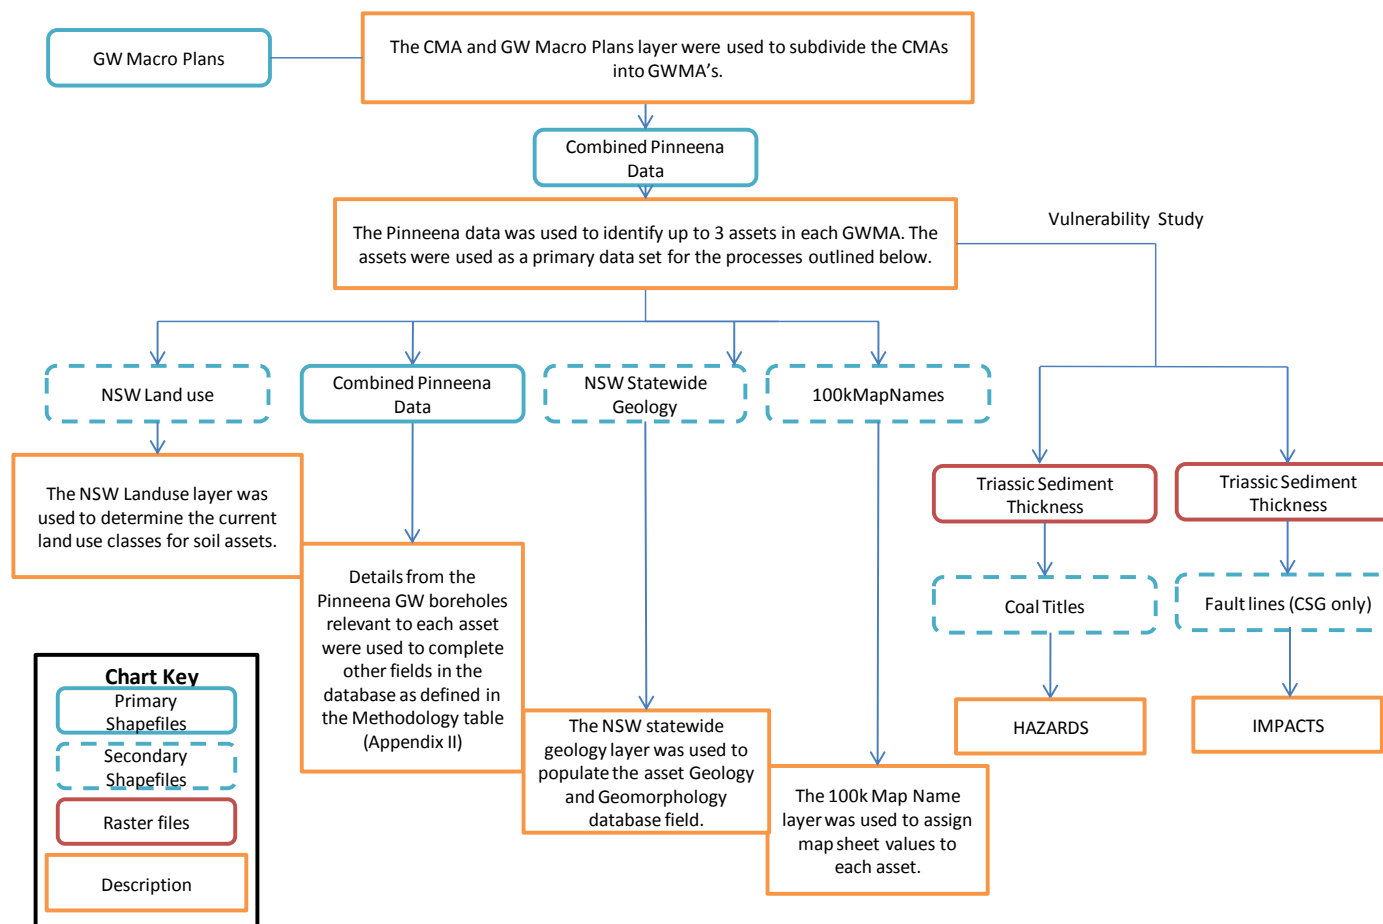 GW Macro Plans
The CMA and GW Macro Plans layer were used to subdivide the CMAs
into GWMA's.
Combined Pinneena
Data
The Pinneena data was used to identify up to 3 assets in each GWMA. The
assets were used as a primary data set for the processes outlined below.
Vulnerability Study
NSW Land use
Combined Pinneena
Data
NSW Statewide
Geology
100kMapNames
The NSW Landuse layer was
used to determine the current
land use classes for soil assets.
Details from the
Pinneena GW boreholes
relevant to each asset
were used to complete
other fields in the
database as defined in
the Methodology table
(Appendix II)
The NSW statewide
geology layer was used to
populate the asset Geology
and Geomorphology
database field.
The 100k Map Name
layer was used to assign
map sheet values to
each asset.
Triassic Sediment
Thickness
Triassic Sediment
Thickness
Coal Titles
Fault lines (CSG only)
HAZARDS
IMPACTS
Chart Key
Primary
Shapefiles
Secondary
Shapefiles
Raster files
Description